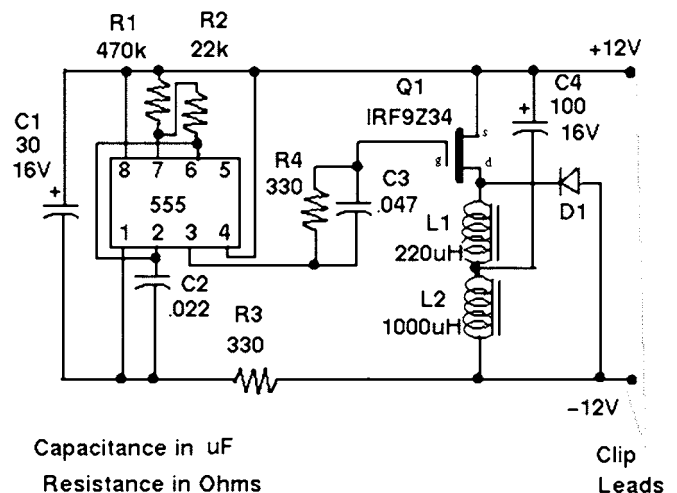 R1 R2
470k 22k
+12V
Q1
C4
100
16V
IRF9Z34
C1
30
16V
+
+
s
g d
8 7 6 5
555
1 2 3 4
R4
330
C3
.047
D1
L1
220uH
C2
.022
L2
1000uH
R3
330
−12V
Capacitance in uF
Resistance in Ohms
Clip
Leads